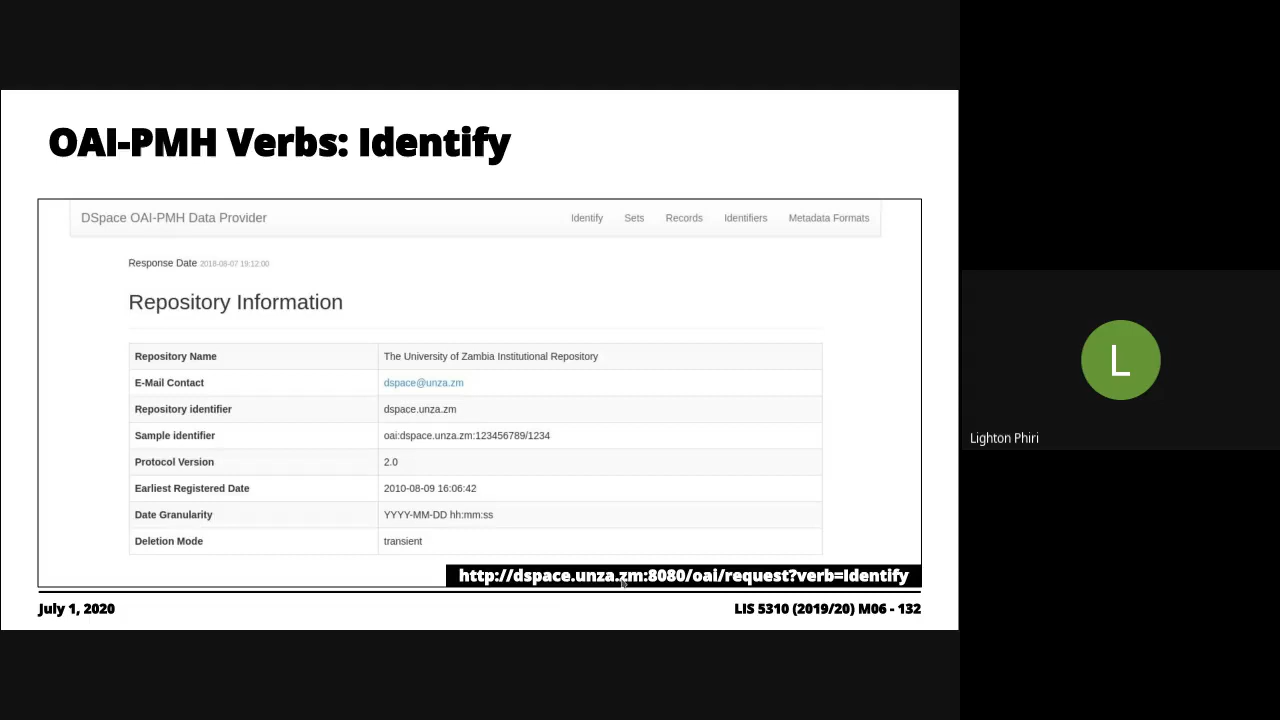 OAI-PMH Verbs: Identify
DSpace OAI-PMH Data Provider Identify Sets Records Identifiers Metadata Formats
Response Date 2018-08-07 19:12:00
Repository Information
Repository Name The University of Zambia Institutional Repository
E-Mail Contact dspace@unza.zm
Repository identifier dspace.unza.zm
Sample identifier oai:dspace.unza.zm:123456789/1234
Protocol Version 2.0
Earliest Registered Date 2010-08-09 16:06:42
Date Granularity YYYY-MM-DD hh:mm:ss
Deletion Mode transient
http://dspace.unza.zm:8080/oai/request?verb=Identify
July 1, 2020 LIS 5310 (2019/20) M06 - 132
L
Lighton Phiri